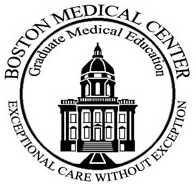 BOSTON MEDICAL CENTER
Graduate Medical Education
EXCEPTIONAL CARE WITHOUT EXCEPTION